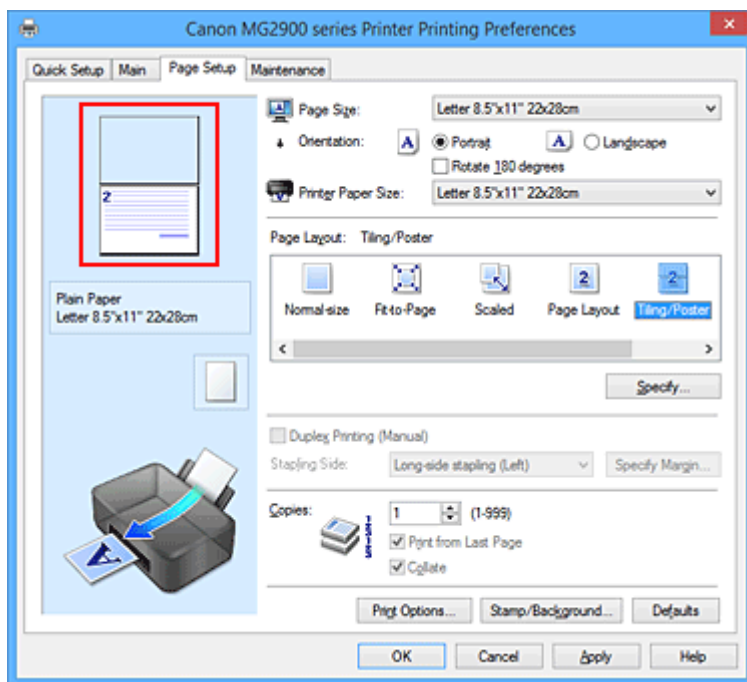 Canon MG2900 series Printer Printing Preferences
×
Quick Setup Main Page Setup Maintenance
2
Plain Paper
Letter 8.5"x11" 22x28cm
A
Page Size: Letter 8.5"x11" 22x28cm
Orientation: A Portrait A Landscape
Rotate 180 degrees
Printer Paper Size: Letter 8.5"x11" 22x28cm
Page Layout: Tiling/Poster
2 2
Normal-size Fit-to-Page Scaled Page Layout Tiling/Poster
Specify...
Duplex Printing (Manual)
Stapling Side: Long-side stapling (Left) Specify Margin...
Copies: 1 (1-999)
Print from Last Page
Collate
Print Options... Stamp/Background... Defaults
OK Cancel Apply Help